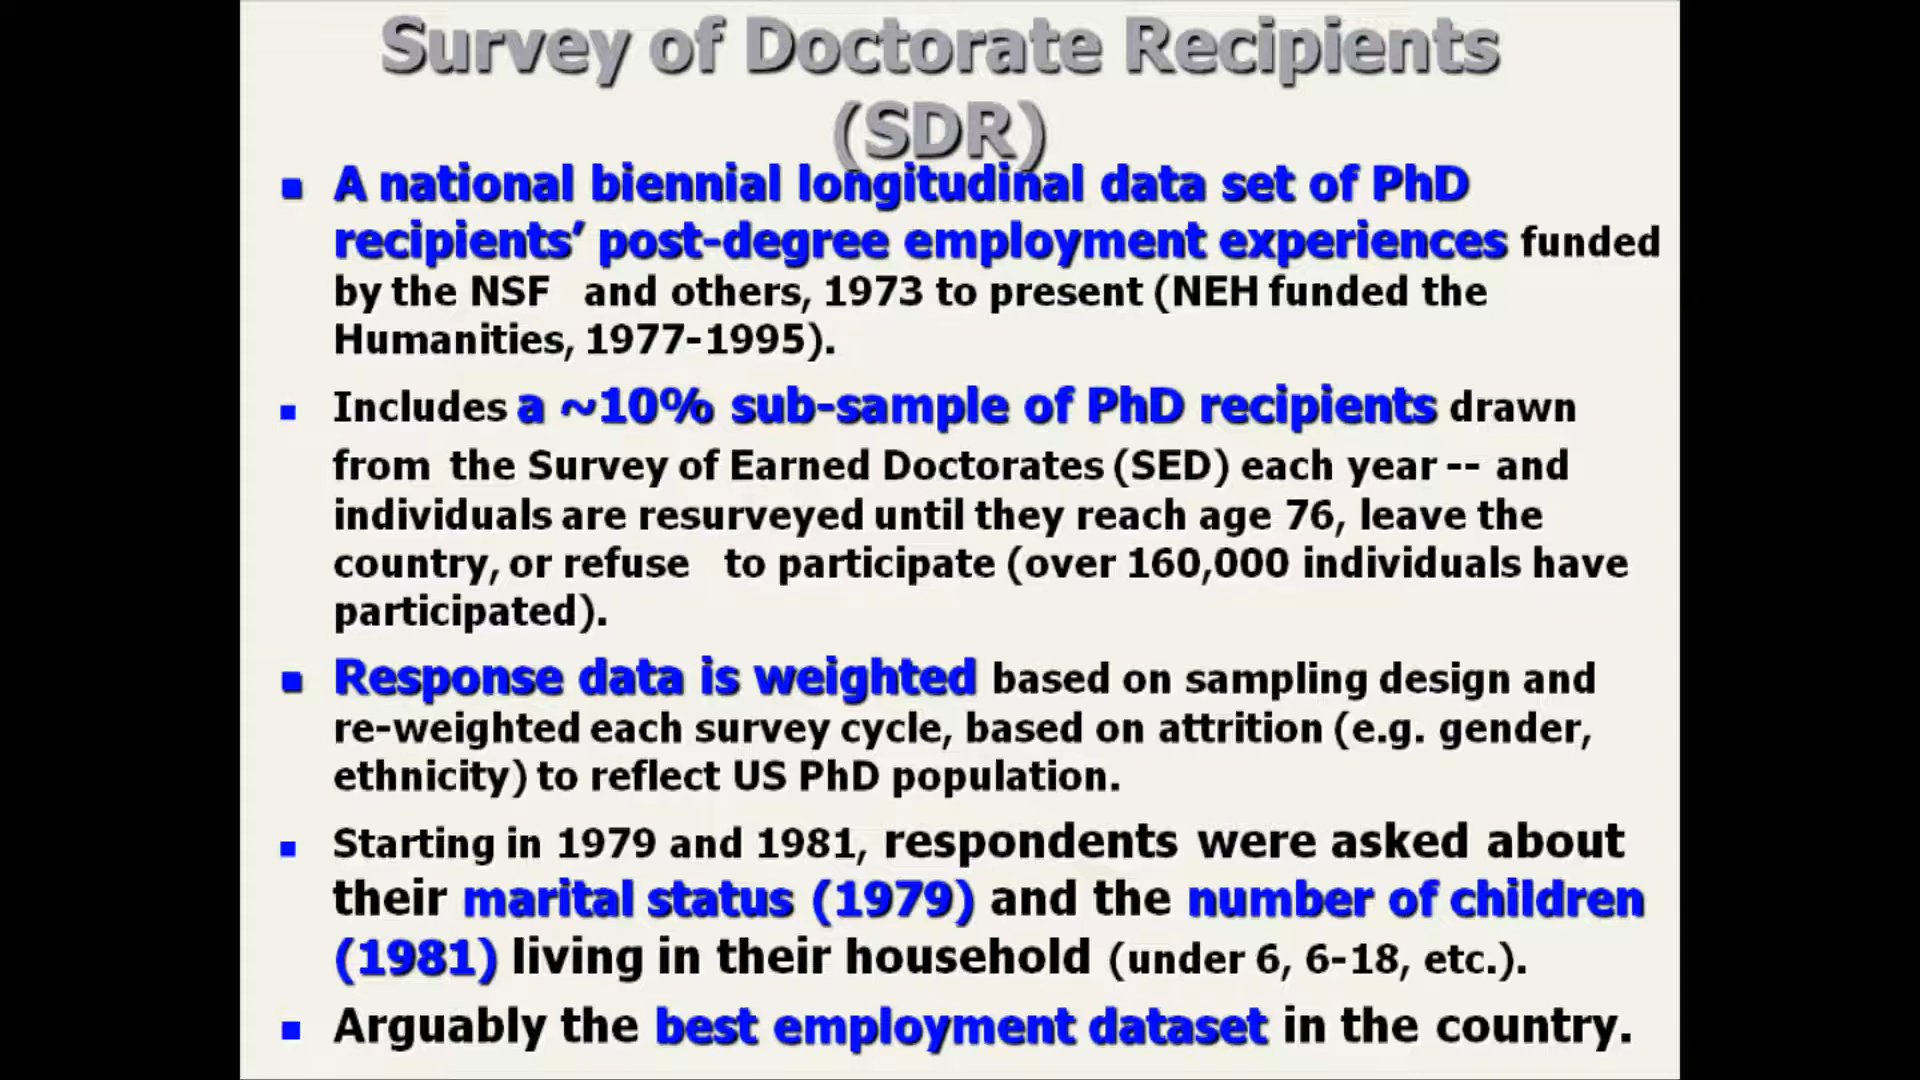 Survey of Doctorate Recipients
(SDR)
▪ A national biennial longitudinal data set of PhD
recipients’ post-degree employment experiences funded
by the NSF and others, 1973 to present (NEH funded the
Humanities, 1977-1995).
▪ Includes a ~10% sub-sample of PhD recipients drawn
from the Survey of Earned Doctorates (SED) each year -- and
individuals are resurveyed until they reach age 76, leave the
country, or refuse to participate (over 160,000 individuals have
participated).
▪ Response data is weighted based on sampling design and
re-weighted each survey cycle, based on attrition (e.g. gender,
ethnicity) to reflect US PhD population.
▪ Starting in 1979 and 1981, respondents were asked about
their marital status (1979) and the number of children
(1981) living in their household (under 6, 6-18, etc.).
▪ Arguably the best employment dataset in the country.